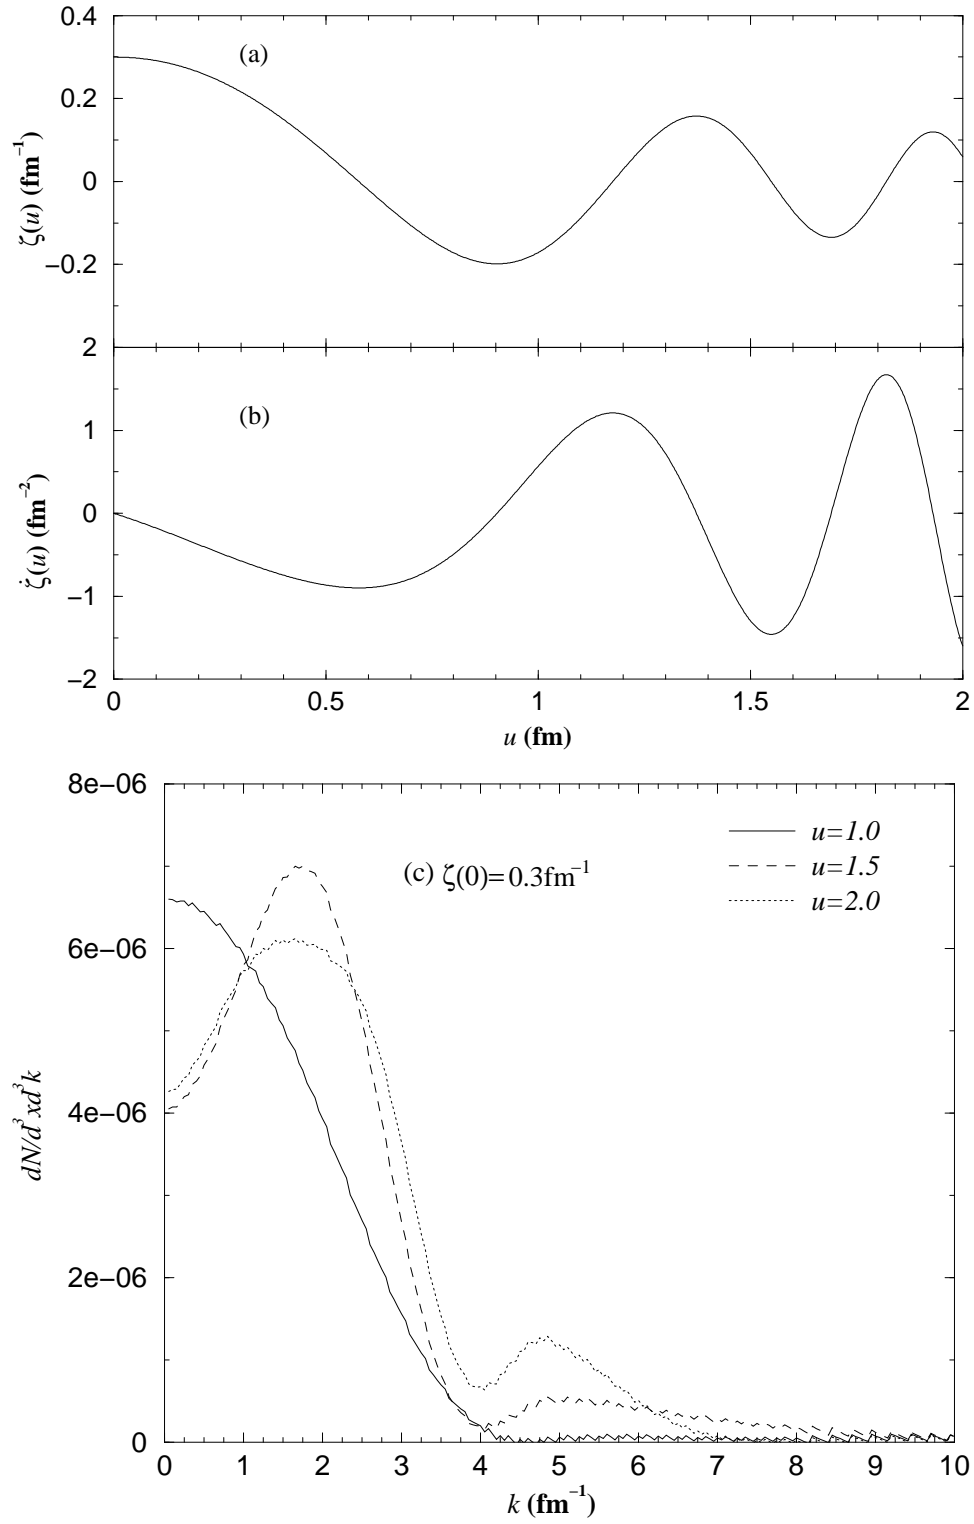 0.4
(a)
0.2
0
−0.2
ζ(u) (fm⁻¹)
2
2
(b)
1
0
−1
−2
ζ̇(u) (fm⁻²)
0 0.5 1 1.5 2
u (fm)
8e−06
u=1.0
(c) ζ(0)=0.3fm⁻¹
u=1.5
u=2.0
6e−06
4e−06
2e−06
0
dN/d³xd³k
0 1 2 3 4 5 6 7 8 9 10
k (fm⁻¹)